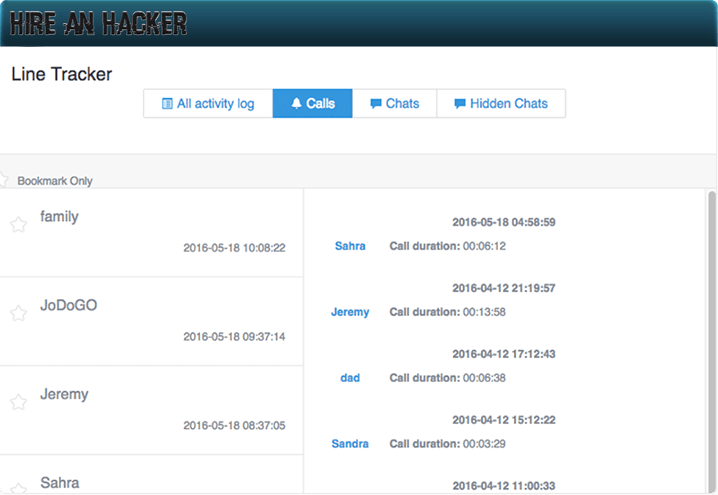 HIRE AN HACKER
Line Tracker
All activity log
Calls
Chats
Hidden Chats
Bookmark Only
family
2016-05-18 10:08:22
JoDoGO
2016-05-18 09:37:14
Jeremy
2016-05-18 08:37:05
Sahra
2016-05-18 04:58:59
Sahra Call duration: 00:06:12
2016-04-12 21:19:57
Jeremy Call duration: 00:13:58
2016-04-12 17:12:43
dad Call duration: 00:06:38
2016-04-12 15:12:22
Sandra Call duration: 00:03:29
2016-04-12 11:00:33